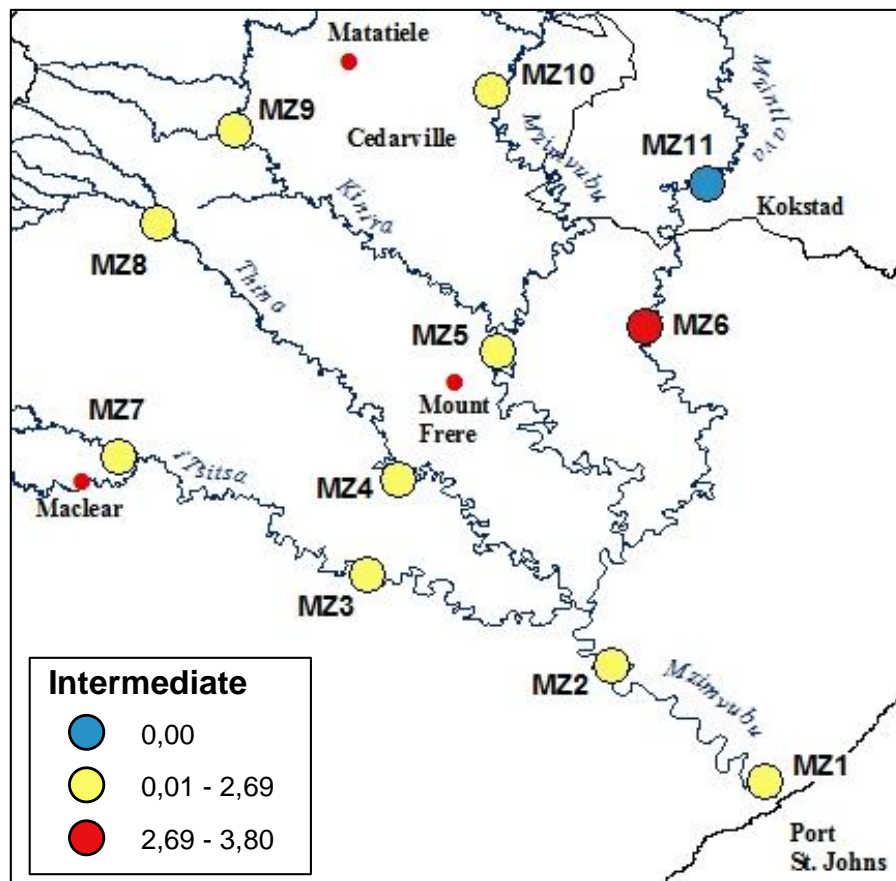 Matatiele
MZ10
MZ9
Cedarville
Mzimvubu
Mzintlava
MZ11
Kokstad
MZ8
Kinira
Thina
MZ5
MZ6
Mount
Frere
MZ7
iTsitsa
Maclear
MZ4
MZ3
MZ2
Mzimvubu
MZ1
Port
St. Johns
Intermediate
0,00
0,01 - 2,69
2,69 - 3,80